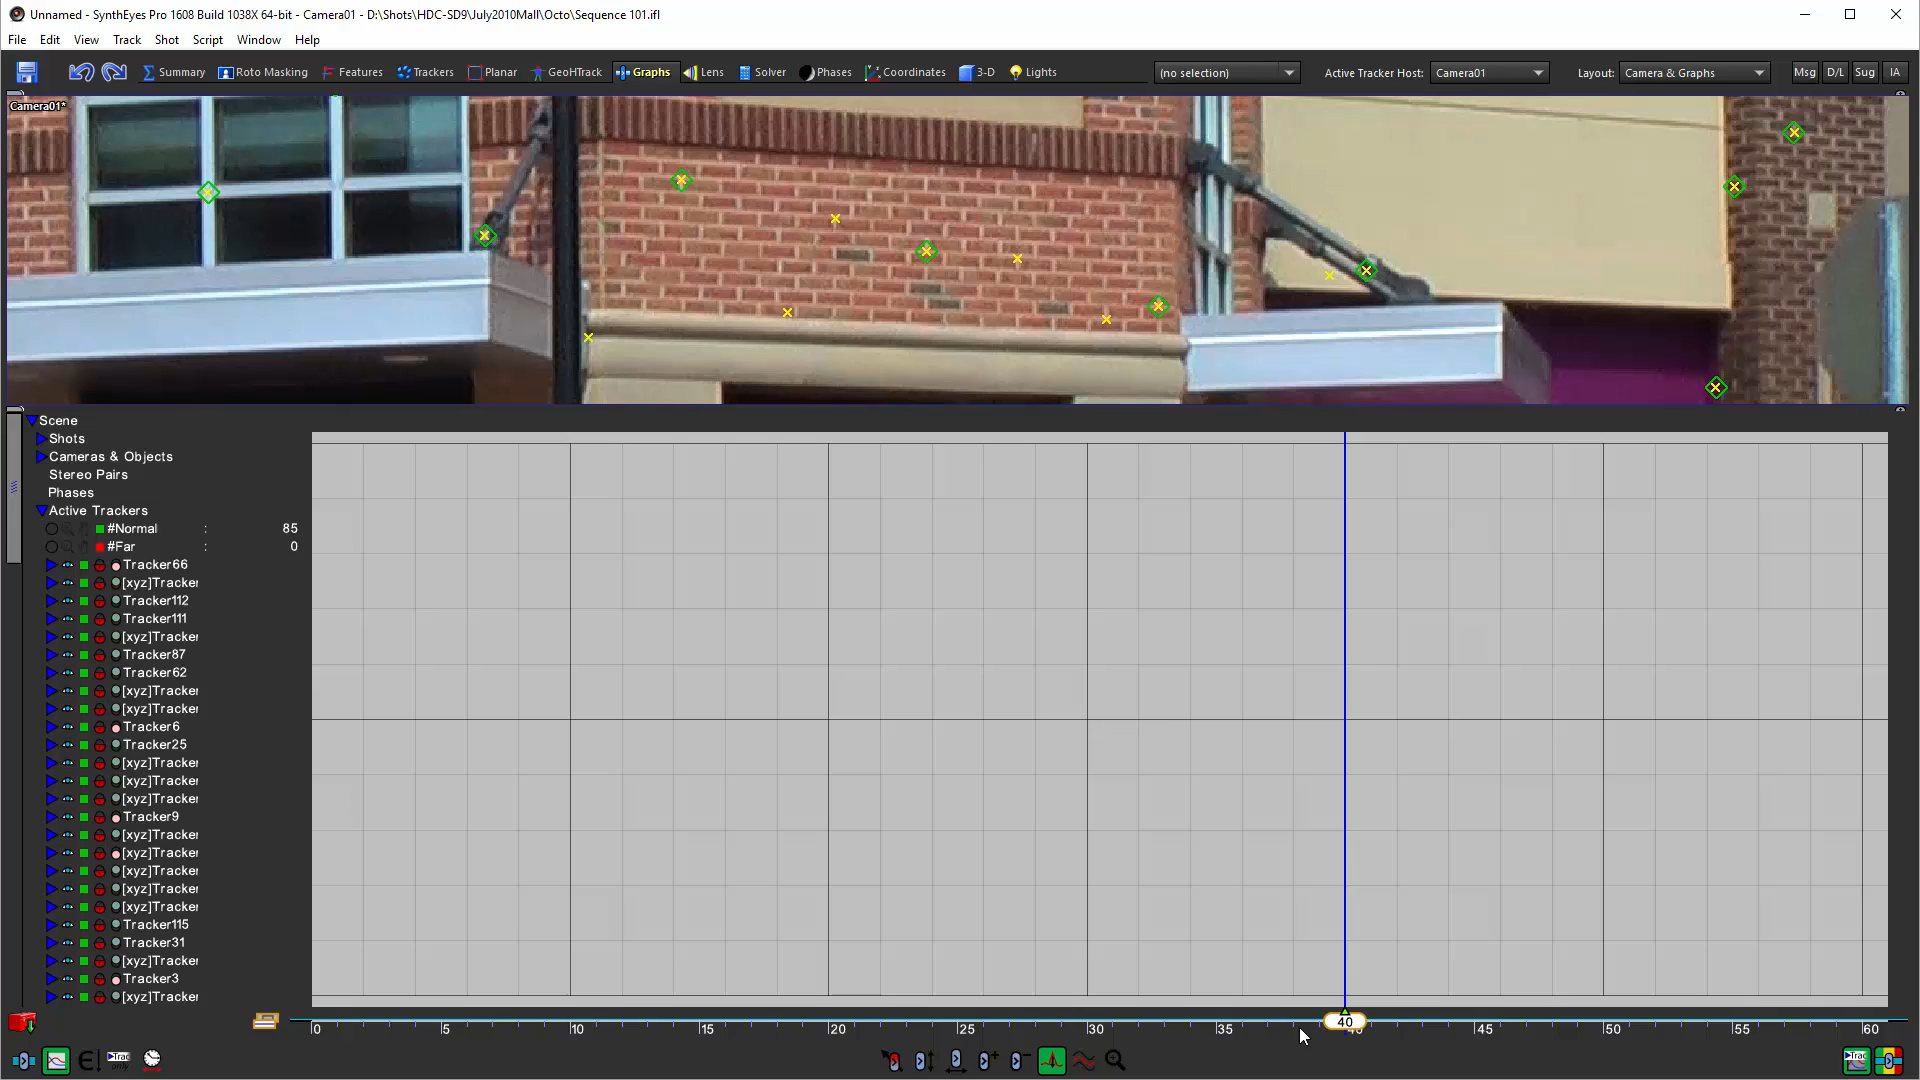 Unnamed - SynthEyes Pro 1608 Build 1038X 64-bit - Camera01 - D:\Shots\HDC-SD9\July2010Mall\Octo\Sequence 101.ifl
File Edit View Track Shot Script Window Help
Summary Roto Masking Features Trackers Planar GeoHTrack Graphs Lens Solver Phases Coordinates 3-D Lights (no selection) Active Tracker Host: Camera01 Layout: Camera & Graphs Msg D/L Sug IA
Camera01*
Scene
Shots
Cameras & Objects
Stereo Pairs
Phases
Active Trackers
#Normal : 85
#Far : 0
Tracker66
[xyz]Tracker
Tracker112
Tracker111
[xyz]Tracker
Tracker87
Tracker62
[xyz]Tracker
[xyz]Tracker
Tracker6
Tracker25
[xyz]Tracker
[xyz]Tracker
[xyz]Tracker
Tracker9
[xyz]Tracker
[xyz]Tracker
[xyz]Tracker
[xyz]Tracker
[xyz]Tracker
Tracker115
Tracker31
[xyz]Tracker
Tracker3
[xyz]Tracker
0 5 10 15 20 25 30 35 40 45 50 55 60
Trac only
Trac